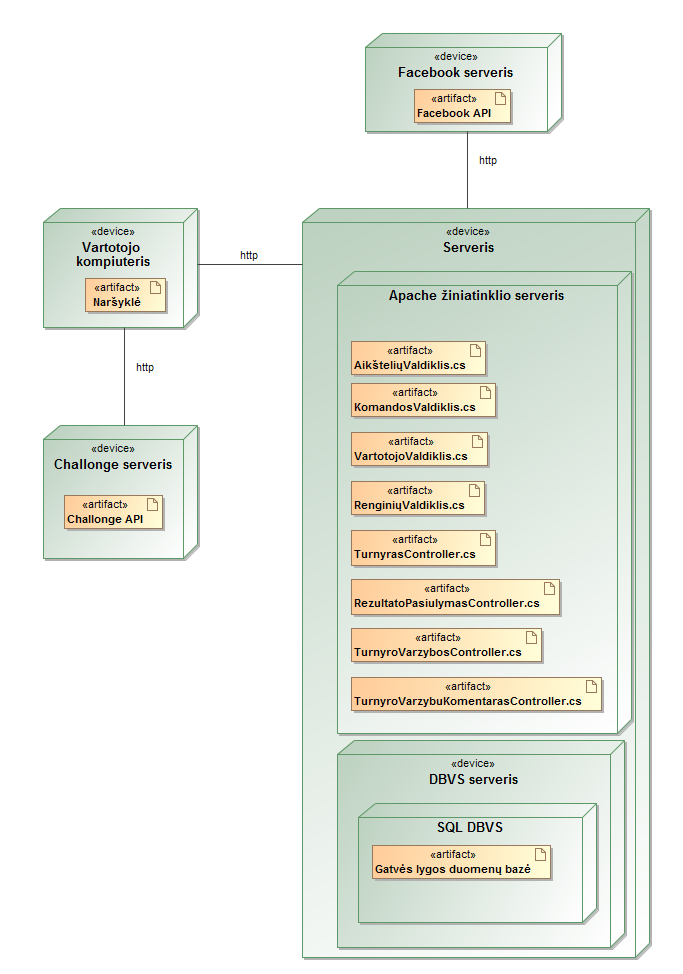 «device»
Facebook serveris
«artifact»
Facebook API
http
«device»
Vartotojo
kompiuteris
«artifact»
Naršyklė
http
http
«device»
Challonge serveris
«artifact»
Challonge API
«device»
Serveris
Apache žiniatinklio serveris
«artifact»
AikšteliųValdiklis.cs
«artifact»
KomandosValdiklis.cs
«artifact»
VartotojoValdiklis.cs
«artifact»
RenginiųValdiklis.cs
«artifact»
TurnyrasController.cs
«artifact»
RezultatoPasiulymasController.cs
«artifact»
TurnyroVarzybosController.cs
«artifact»
TurnyroVarzybuKomentarasController.cs
«device»
DBVS serveris
SQL DBVS
«artifact»
Gatvės lygos duomenų bazė